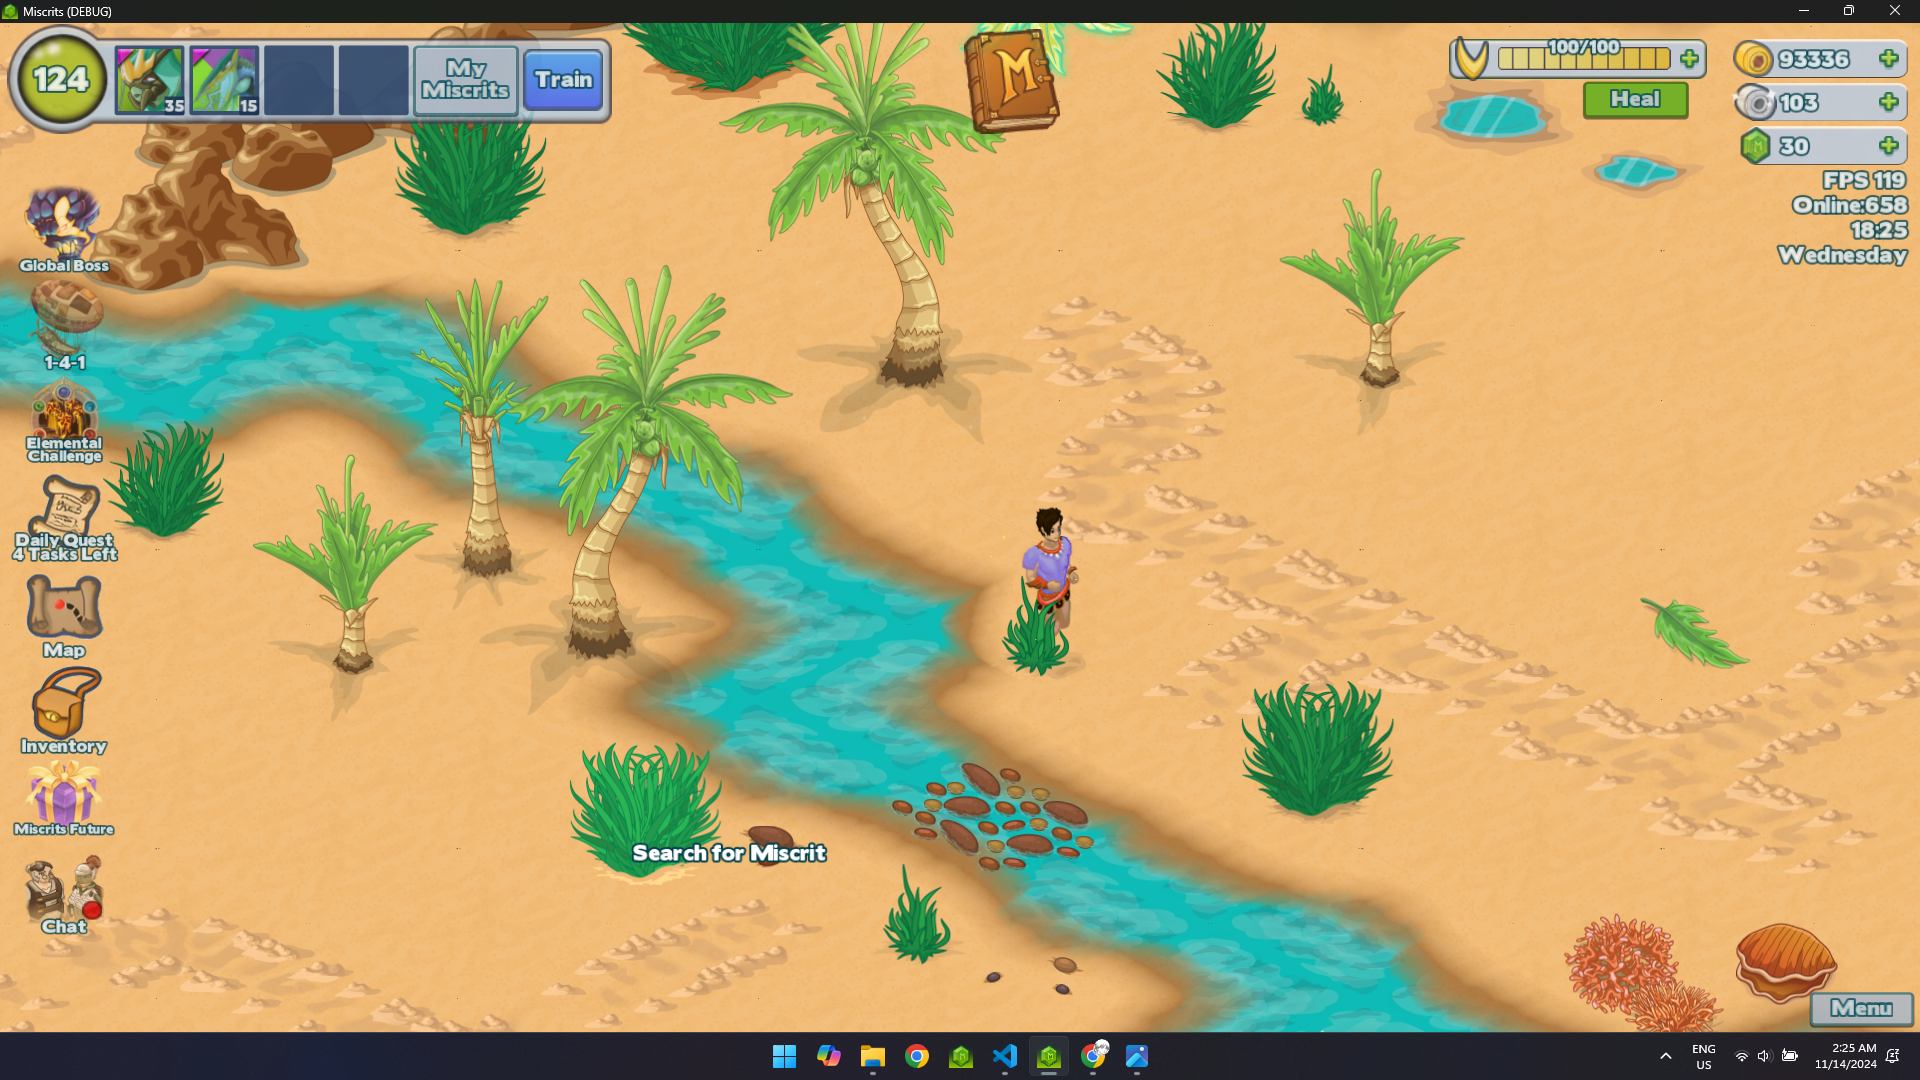 Miscrits (DEBUG)
124
35
15
My
Miscrits
Train
M
100/100
Heal
93336
103
M
30
FPS 119
Online:658
18:25
Wednesday
Global Boss
1-4-1
Elemental
Challenge
Daily Quest
4 Tasks Left
Map
Inventory
Miscrits Future
Chat
Search for Miscrit
Menu
ENG
US
2:25 AM
11/14/2024